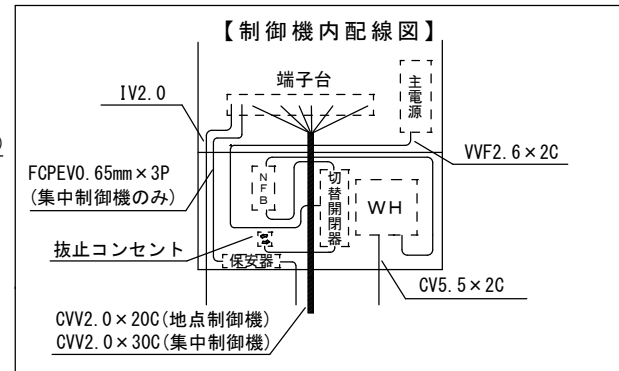 【制御機内配線図】
端子台
主電源
IV2.0
VVF2.6×2C
FCPEV0.65mm×3P
(集中制御機のみ)
NFB
切替開閉器
WH
抜止コンセント
保安器
CV5.5×2C
CVV2.0×20C(地点制御機)
CVV2.0×30C(集中制御機)
)